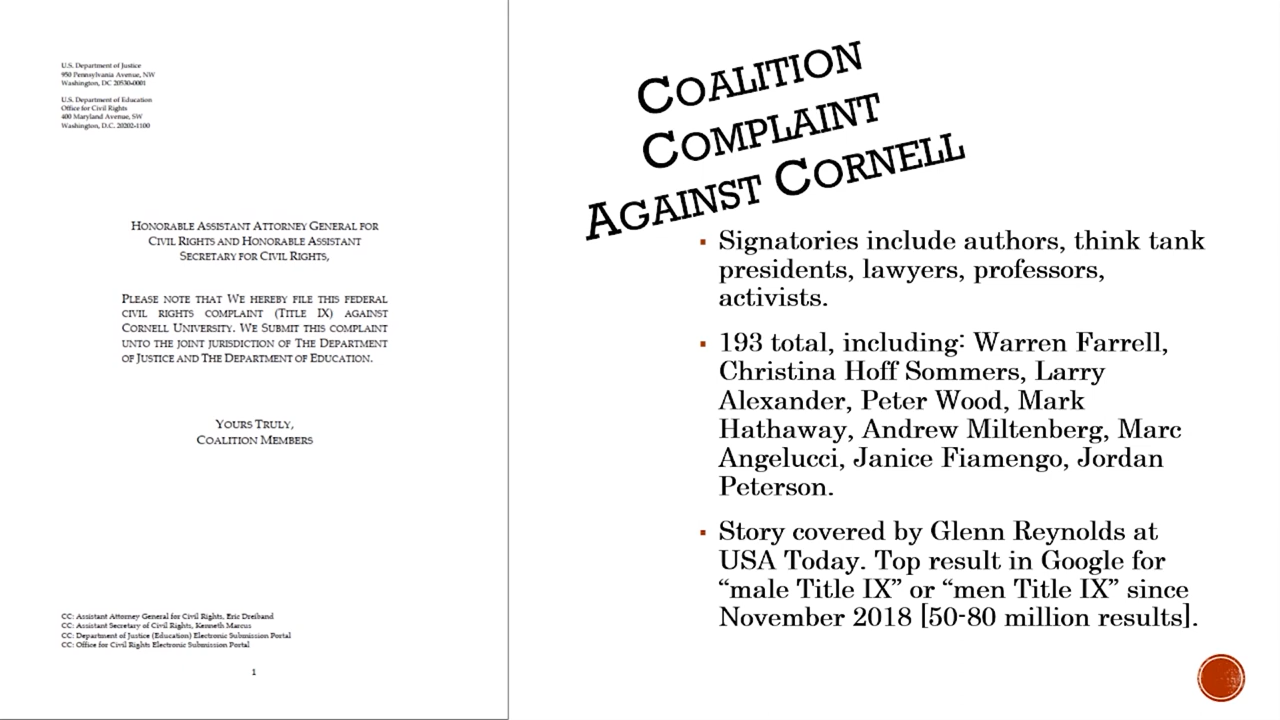 U.S. Department of Justice
950 Pennsylvania Avenue, NW
Washington, DC 20530-0001
U.S. Department of Education
Office for Civil Rights
400 Maryland Avenue, SW
Washington, D.C. 20202-1100
HONORABLE ASSISTANT ATTORNEY GENERAL FOR
CIVIL RIGHTS AND HONORABLE ASSISTANT
SECRETARY FOR CIVIL RIGHTS,
PLEASE NOTE THAT WE HEREBY FILE THIS FEDERAL
CIVIL RIGHTS COMPLAINT (TITLE IX) AGAINST
CORNELL UNIVERSITY. WE SUBMIT THIS COMPLAINT
UNTO THE JOINT JURISDICTION OF THE DEPARTMENT
OF JUSTICE AND THE DEPARTMENT OF EDUCATION.
YOURS TRULY,
COALITION MEMBERS
CC: Assistant Attorney General for Civil Rights, Eric Dreiband
CC: Assistant Secretary of Civil Rights, Kenneth Marcus
CC: Department of Justice (Education) Electronic Submission Portal
CC: Office for Civil Rights Electronic Submission Portal
1
COALITION
COMPLAINT
AGAINST CORNELL
▪ Signatories include authors, think tank
presidents, lawyers, professors,
activists.
▪ 193 total, including: Warren Farrell,
Christina Hoff Sommers, Larry
Alexander, Peter Wood, Mark
Hathaway, Andrew Miltenberg, Marc
Angelucci, Janice Fiamengo, Jordan
Peterson.
▪ Story covered by Glenn Reynolds at
USA Today. Top result in Google for
“male Title IX” or “men Title IX” since
November 2018 [50-80 million results].